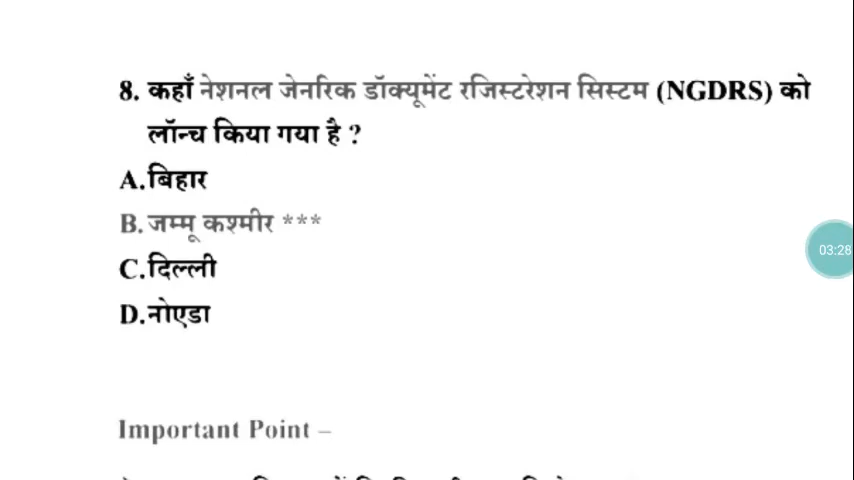 8. कहाँ नेशनल जेनरिक डॉक्यूमेंट रजिस्टरेशन सिस्टम (NGDRS) को
लॉन्च किया गया है ?
A.बिहार
B. जम्मू कश्मीर ***
C.दिल्ली
D.नोएडा
03:28
Important Point –